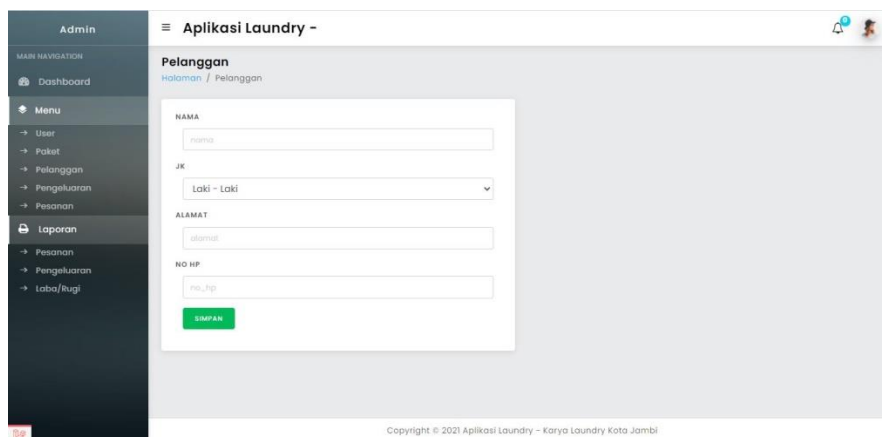 Admin
MAIN NAVIGATION
Dashboard
Menu
→ User
→ Paket
→ Pelanggan
→ Pengeluaran
→ Pesanan
Laporan
→ Pesanan
→ Pengeluaran
→ Laba/Rugi
≡ Aplikasi Laundry -
0
Pelanggan
Halaman / Pelanggan
NAMA
nama
JK
Laki - Laki
ALAMAT
alamat
NO HP
no_hp
SIMPAN
Copyright © 2021 Aplikasi Laundry - Karya Laundry Kota Jambi